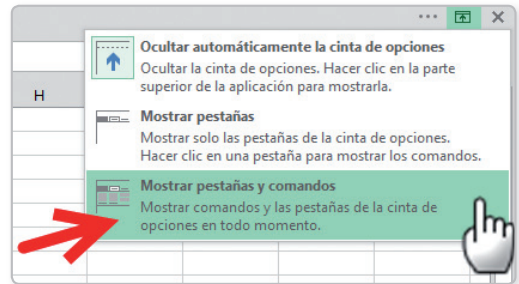 Ocultar automáticamente la cinta de opciones
Ocultar la cinta de opciones. Hacer clic en la parte
superior de la aplicación para mostrarla.
H
Mostrar pestañas
Mostrar solo las pestañas de la cinta de opciones.
Hacer clic en una pestaña para mostrar los comandos.
Mostrar pestañas y comandos
Mostrar comandos y las pestañas de la cinta de
opciones en todo momento.